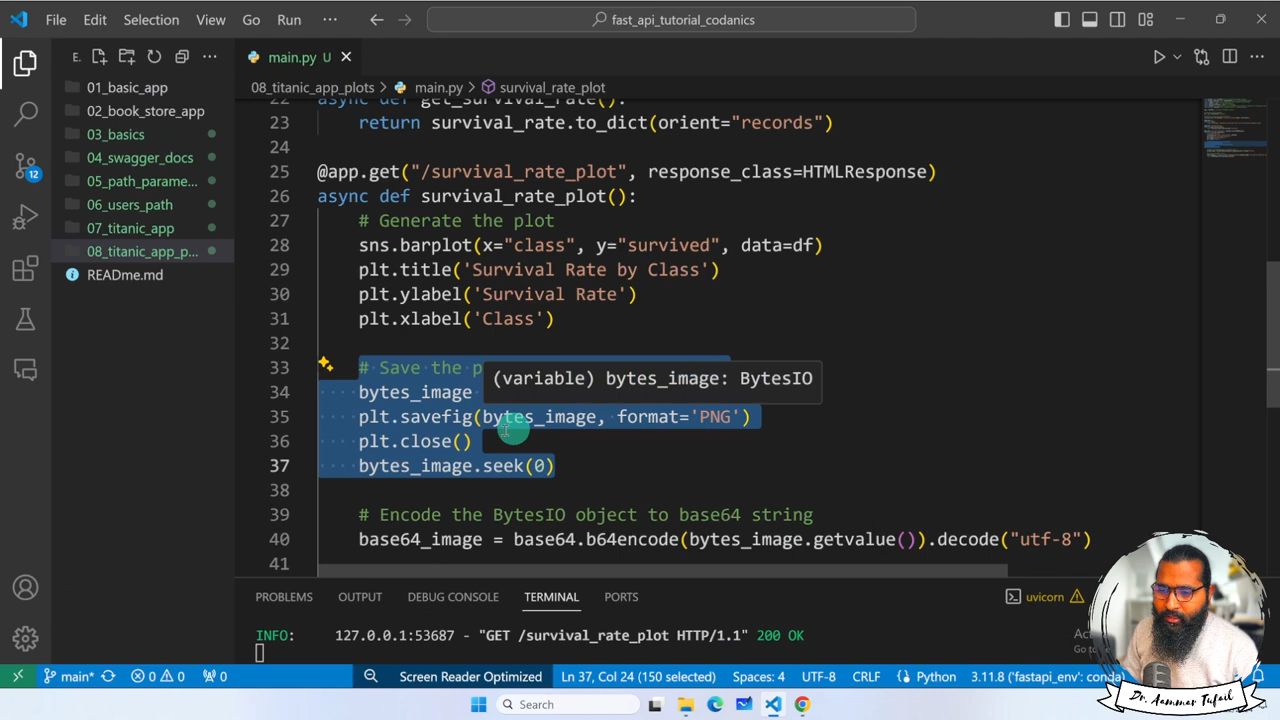 File Edit Selection View Go Run ··· fast_api_tutorial_codanics
E. main.py U
08_titanic_app_plots > main.py > survival_rate_plot
01_basic_app
02_book_store_app
03_basics
04_swagger_docs
05_path_parame...
06_users_path
07_titanic_app
08_titanic_app_p...
READme.md
12
22 async def get_survival_rate():
23 return survival_rate.to_dict(orient="records")
24
25 @app.get("/survival_rate_plot", response_class=HTMLResponse)
26 async def survival_rate_plot():
27 # Generate the plot
28 sns.barplot(x="class", y="survived", data=df)
29 plt.title('Survival Rate by Class')
30 plt.ylabel('Survival Rate')
31 plt.xlabel('Class')
32
33 # Save the p
(variable) bytes_image: BytesIO
34 bytes_image
35 plt.savefig(bytes_image, format='PNG')
36 plt.close()
37 bytes_image.seek(0)
38
39 # Encode the BytesIO object to base64 string
40 base64_image = base64.b64encode(bytes_image.getvalue()).decode("utf-8")
41
PROBLEMS OUTPUT DEBUG CONSOLE TERMINAL PORTS uvicorn
INFO: 127.0.0.1:53687 - "GET /survival_rate_plot HTTP/1.1" 200 OK
main* 0 0 0 Screen Reader Optimized Ln 37, Col 24 (150 selected) Spaces: 4 UTF-8 CRLF Python 3.11.8 ('fastapi_env': conda)
Dr. Aammar Tufail
Search